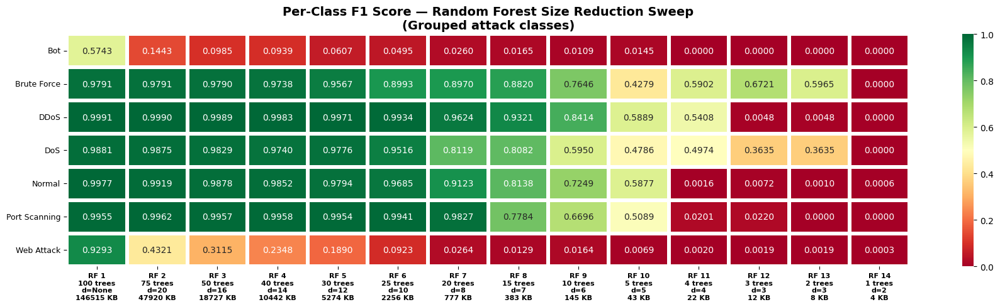 Per-Class F1 Score — Random Forest Size Reduction Sweep
(Grouped attack classes)
Bot 0.5743 0.1443 0.0985 0.0939 0.0607 0.0495 0.0260 0.0165 0.0109 0.0145 0.0000 0.0000 0.0000 0.0000
Brute Force 0.9791 0.9791 0.9790 0.9738 0.9567 0.8993 0.8970 0.8820 0.7646 0.4279 0.5902 0.6721 0.5965 0.0000
DDoS 0.9991 0.9990 0.9989 0.9983 0.9971 0.9934 0.9624 0.9321 0.8414 0.5889 0.5408 0.0048 0.0048 0.0000
DoS 0.9881 0.9875 0.9829 0.9740 0.9776 0.9516 0.8119 0.8082 0.5950 0.4786 0.4974 0.3635 0.3635 0.0000
Normal 0.9977 0.9919 0.9878 0.9852 0.9794 0.9685 0.9123 0.8138 0.7249 0.5877 0.0016 0.0072 0.0010 0.0006
Port Scanning 0.9955 0.9962 0.9957 0.9958 0.9954 0.9941 0.9827 0.7784 0.6696 0.5089 0.0201 0.0220 0.0000 0.0000
Web Attack 0.9293 0.4321 0.3115 0.2348 0.1890 0.0923 0.0264 0.0129 0.0164 0.0069 0.0020 0.0019 0.0019 0.0003
RF 1 RF 2 RF 3 RF 4 RF 5 RF 6 RF 7 RF 8 RF 9 RF 10 RF 11 RF 12 RF 13 RF 14
100 trees 75 trees 50 trees 40 trees 30 trees 25 trees 20 trees 15 trees 10 trees 5 trees 4 trees 3 trees 2 trees 1 trees
d=None d=20 d=16 d=14 d=12 d=10 d=8 d=7 d=6 d=5 d=4 d=3 d=3 d=2
146515 KB 47920 KB 18727 KB 10442 KB 5274 KB 2256 KB 777 KB 383 KB 145 KB 43 KB 22 KB 12 KB 8 KB 4 KB
1.0
0.8
0.6
0.4
0.2
0.0